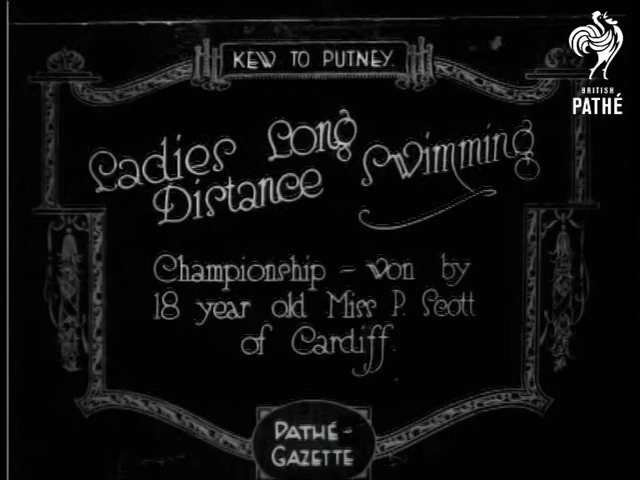 KEW TO PUTNEY.
BRITISH
PATHÉ
Ladies Long
Distance Swimming
Championship - won by
18 year old Miss P. Scott
of Cardiff.
PATHÉ -
GAZETTE